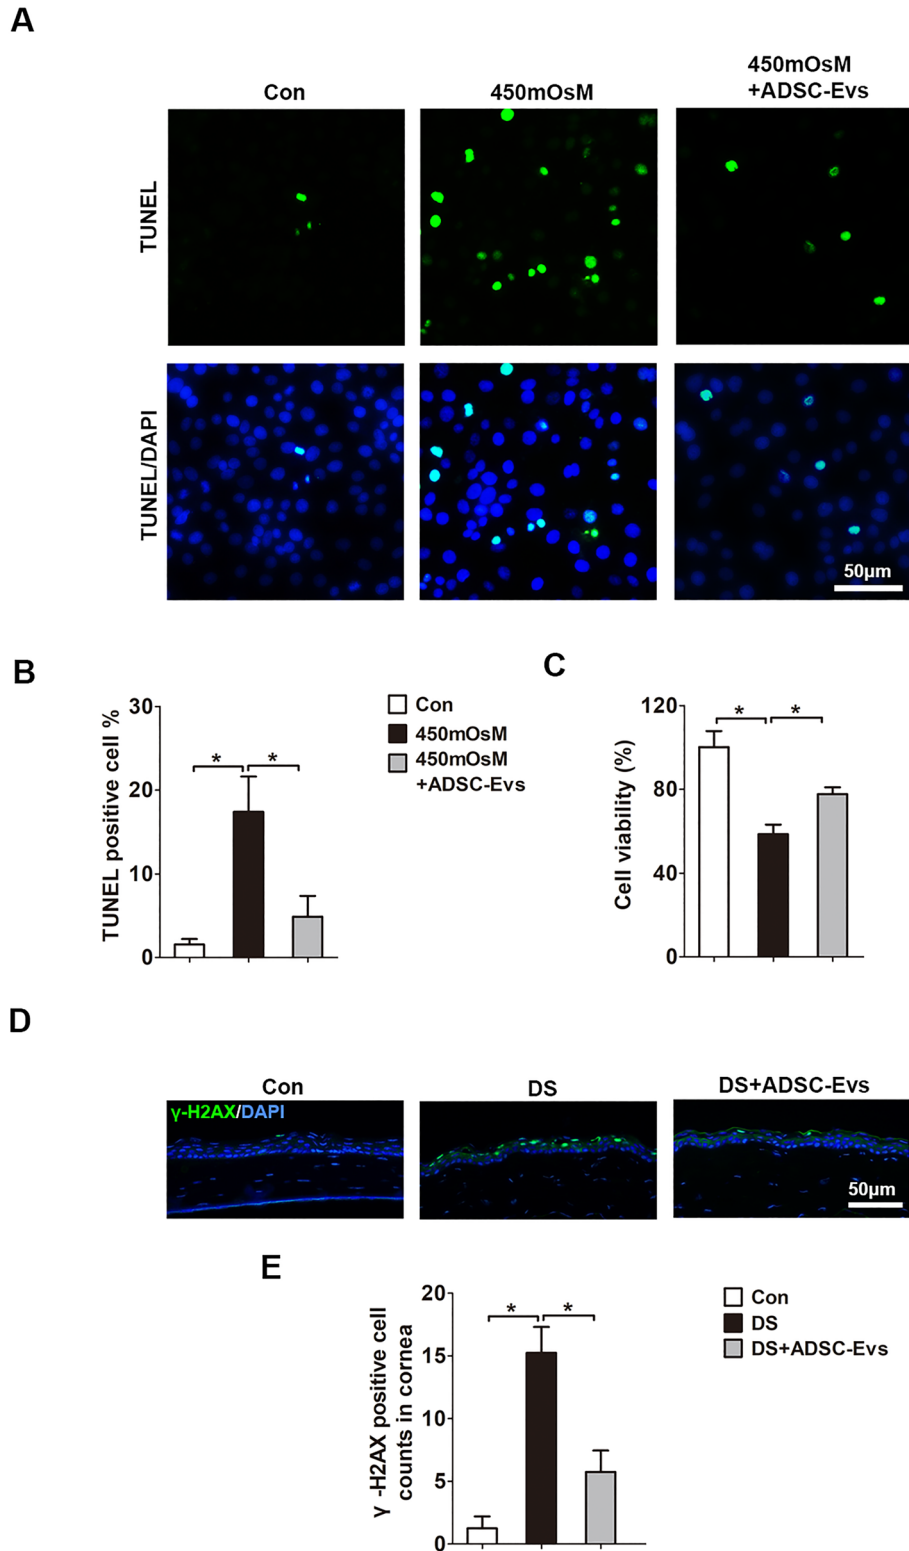 A
Con
450mOsM
450mOsM
+ADSC-Evs
TUNEL
TUNEL/DAPI
50μm
B
TUNEL positive cell %
30
20
10
0
*
*
Con
450mOsM
450mOsM
+ADSC-Evs
C
Cell viability (%)
120
80
40
0
*
*
D
Con
DS
DS+ADSC-Evs
γ-H2AX/DAPI
50μm
E
γ -H2AX positive cell
counts in cornea
20
15
10
5
0
*
*
Con
DS
DS+ADSC-Evs